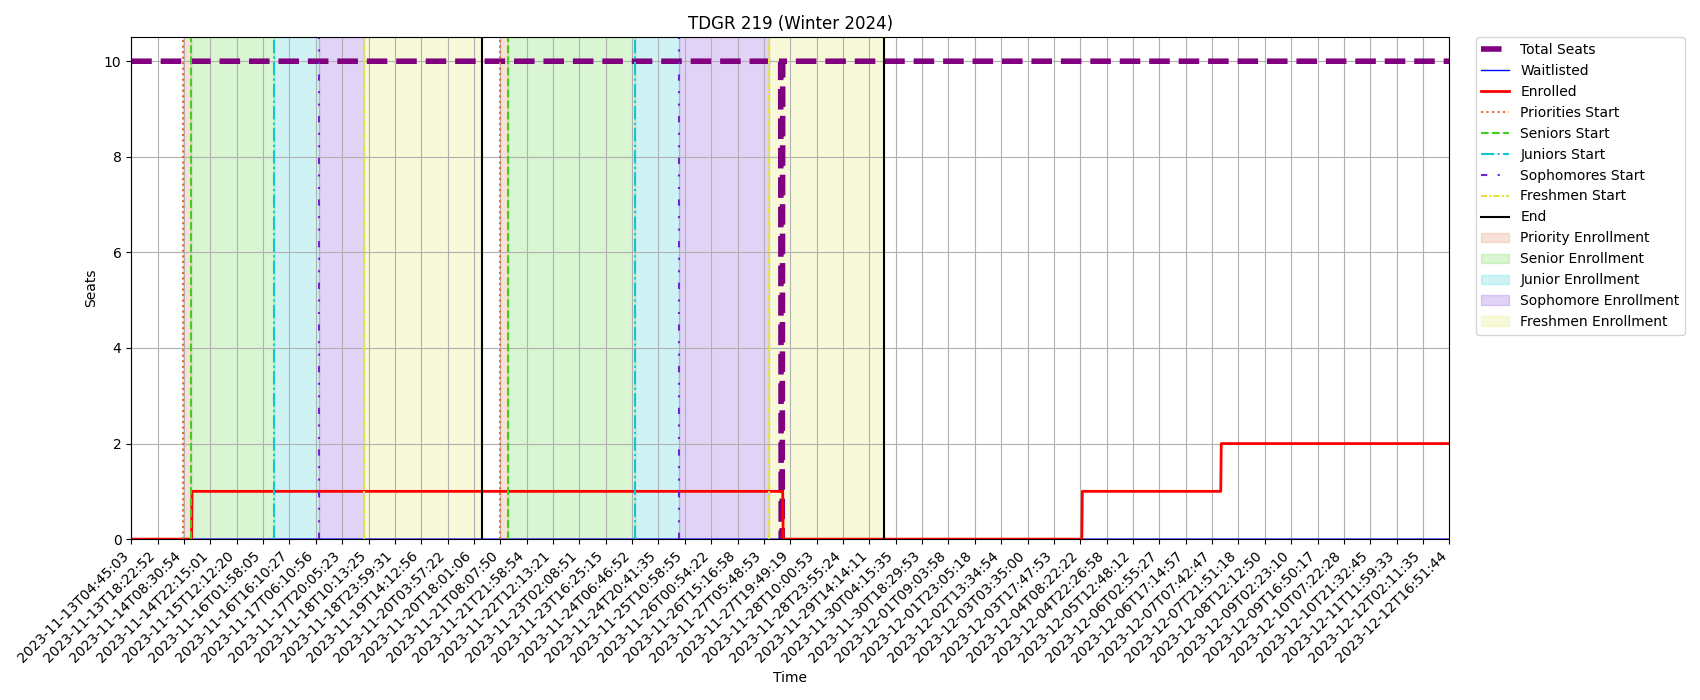 TDGR 219 (Winter 2024)
Total Seats
Waitlisted
Enrolled
Priorities Start
Seniors Start
Juniors Start
Sophomores Start
Freshmen Start
End
Priority Enrollment
Senior Enrollment
Junior Enrollment
Sophomore Enrollment
Freshmen Enrollment
Seats
10
8
6
4
2
0
2023-11-13T04:45:03
2023-11-13T18:22:52
2023-11-14T08:30:54
2023-11-14T22:15:01
2023-11-15T12:12:20
2023-11-16T01:58:05
2023-11-16T16:10:27
2023-11-17T06:10:56
2023-11-17T20:05:23
2023-11-18T10:13:25
2023-11-18T23:59:31
2023-11-19T14:12:56
2023-11-20T03:57:22
2023-11-20T18:01:06
2023-11-21T08:07:50
2023-11-21T21:58:54
2023-11-22T12:13:21
2023-11-23T02:08:51
2023-11-23T16:25:15
2023-11-24T06:46:52
2023-11-24T20:41:35
2023-11-25T10:58:55
2023-11-26T00:54:22
2023-11-26T15:16:58
2023-11-27T05:48:53
2023-11-27T19:49:19
2023-11-28T10:00:53
2023-11-28T23:55:24
2023-11-29T14:14:11
2023-11-30T04:15:35
2023-11-30T18:29:53
2023-12-01T09:03:58
2023-12-01T23:05:18
2023-12-02T13:34:54
2023-12-03T03:35:00
2023-12-03T17:47:53
2023-12-04T08:22:22
2023-12-04T22:26:58
2023-12-05T12:48:12
2023-12-06T02:55:27
2023-12-06T17:14:57
2023-12-07T07:42:47
2023-12-07T21:51:18
2023-12-08T12:12:50
2023-12-09T02:23:10
2023-12-09T16:50:17
2023-12-10T07:22:28
2023-12-10T21:32:45
2023-12-11T11:59:33
2023-12-12T02:11:35
2023-12-12T16:51:44
Time